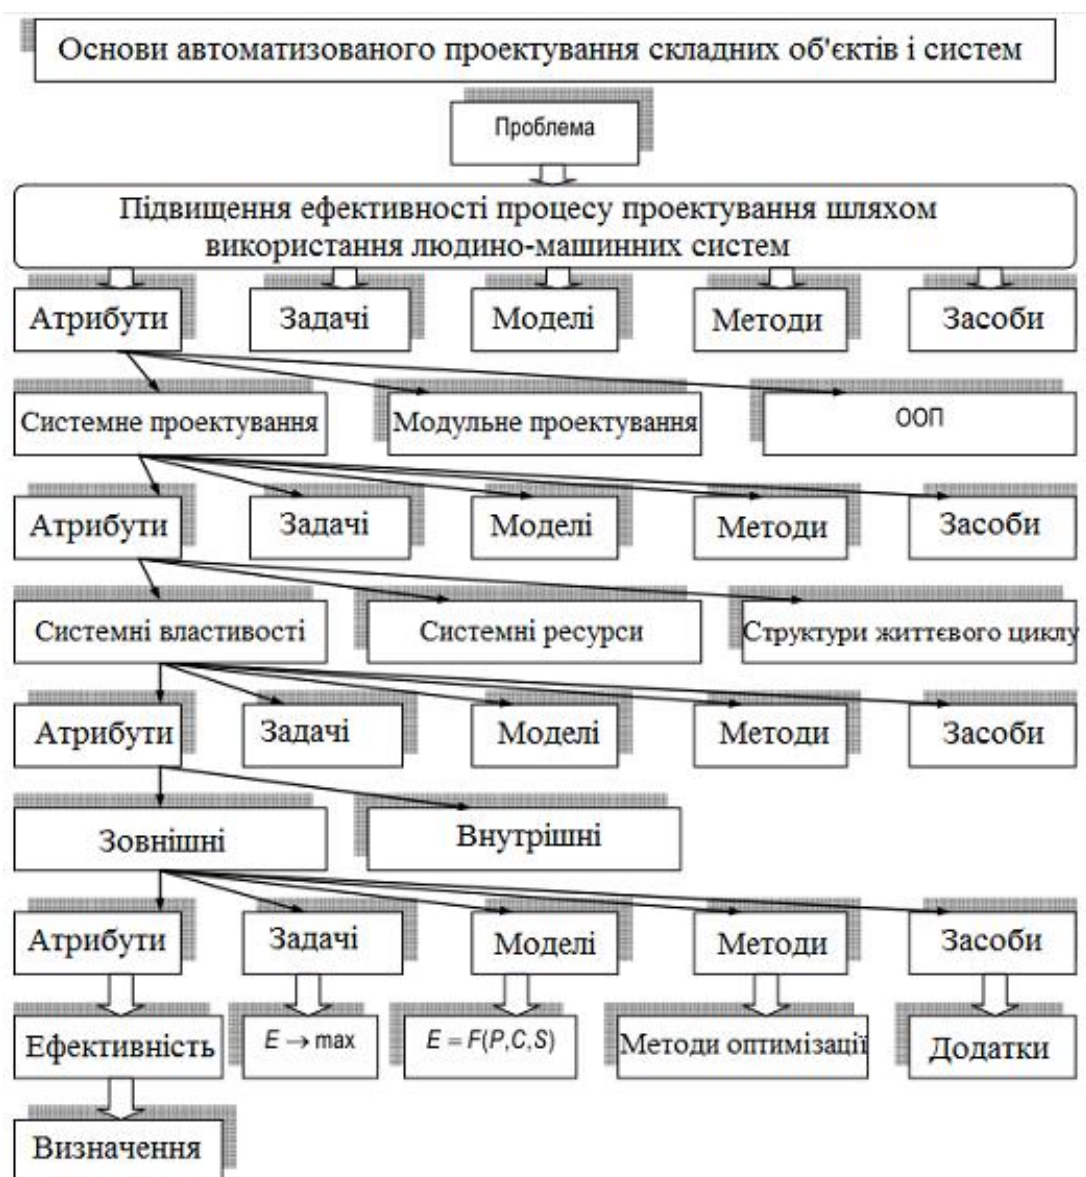 Основи автоматизованого проектування складних об'єктів і систем
Проблема
Підвищення ефективності процесу проектування шляхом
використання людино-машинних систем
Атрибути
Задачі
Моделі
Методи
Засоби
Системне проектування
Модульне проектування
ООП
Атрибути
Задачі
Моделі
Методи
Засоби
Системні властивості
Системні ресурси
Структури життєвого циклу
Атрибути
Задачі
Моделі
Методи
Засоби
Зовнішні
Внутрішні
Атрибути
Задачі
Моделі
Методи
Засоби
Ефективність
E → max
E = F(P,C,S)
Методи оптимізації
Додатки
Визначення